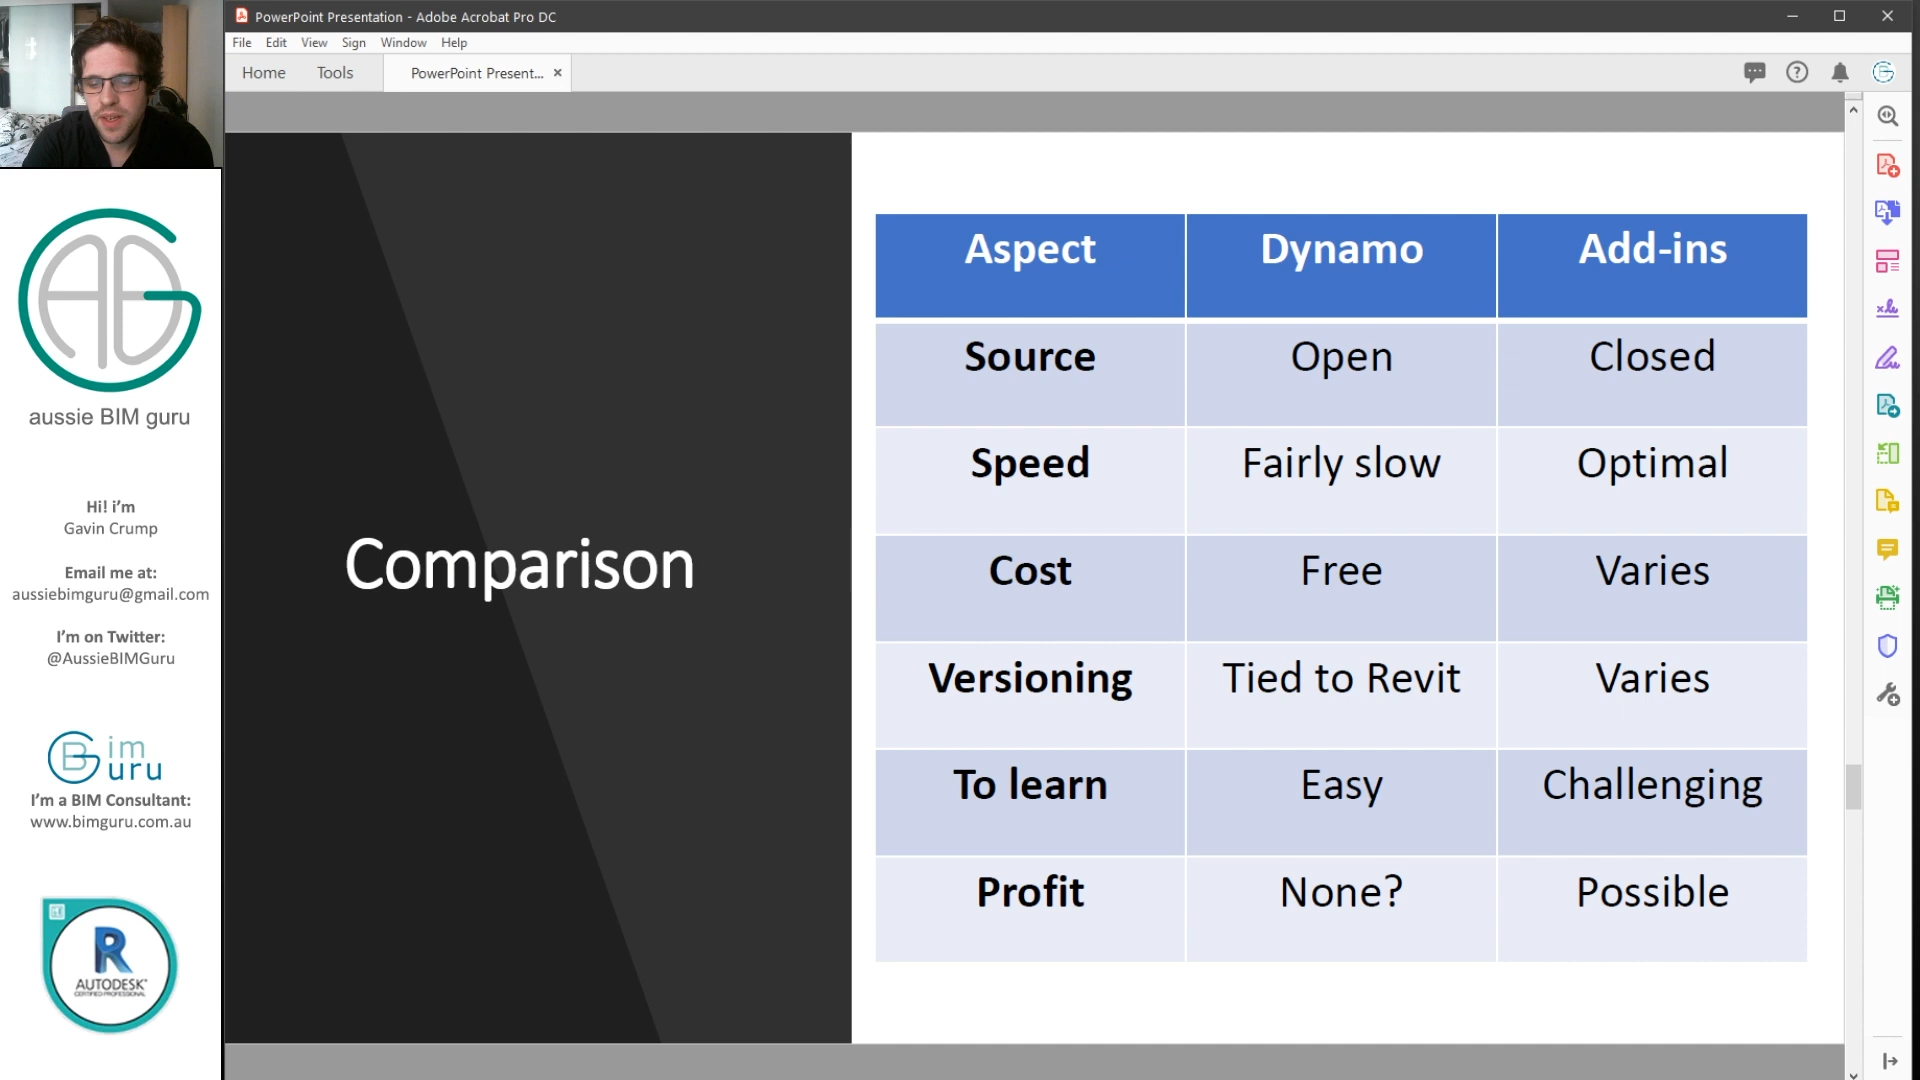 PowerPoint Presentation - Adobe Acrobat Pro DC
File Edit View Sign Window Help
Home Tools PowerPoint Present... ×
aussie BIM guru
Hi! i'm
Gavin Crump
Email me at:
aussiebimguru@gmail.com
I'm on Twitter:
@AussieBIMGuru
BG im uru
I'm a BIM Consultant:
www.bimguru.com.au
R
AUTODESK
CERTIFIED PROFESSIONAL
Comparison
Aspect Dynamo Add-ins
Source Open Closed
Speed Fairly slow Optimal
Cost Free Varies
Versioning Tied to Revit Varies
To learn Easy Challenging
Profit None? Possible